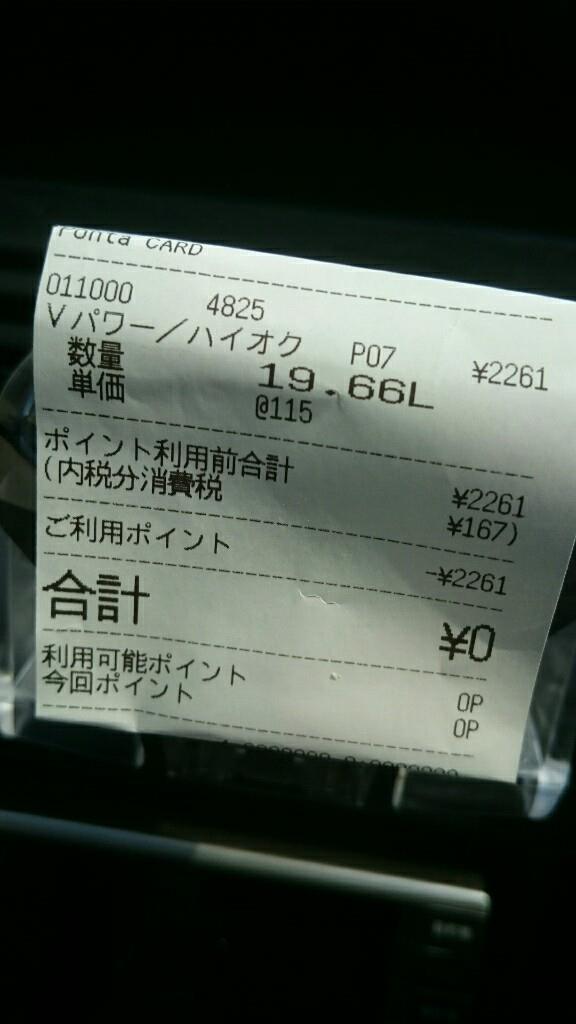 Ponta CARD
011000 4825
Vパワー／ハイオク P07 ¥2261
数量 19.66L
単価 @115
ポイント利用前合計 ¥2261
(内税分消費税 ¥167)
ご利用ポイント -¥2261
合計 ¥0
利用可能ポイント 0P
今回ポイント 0P